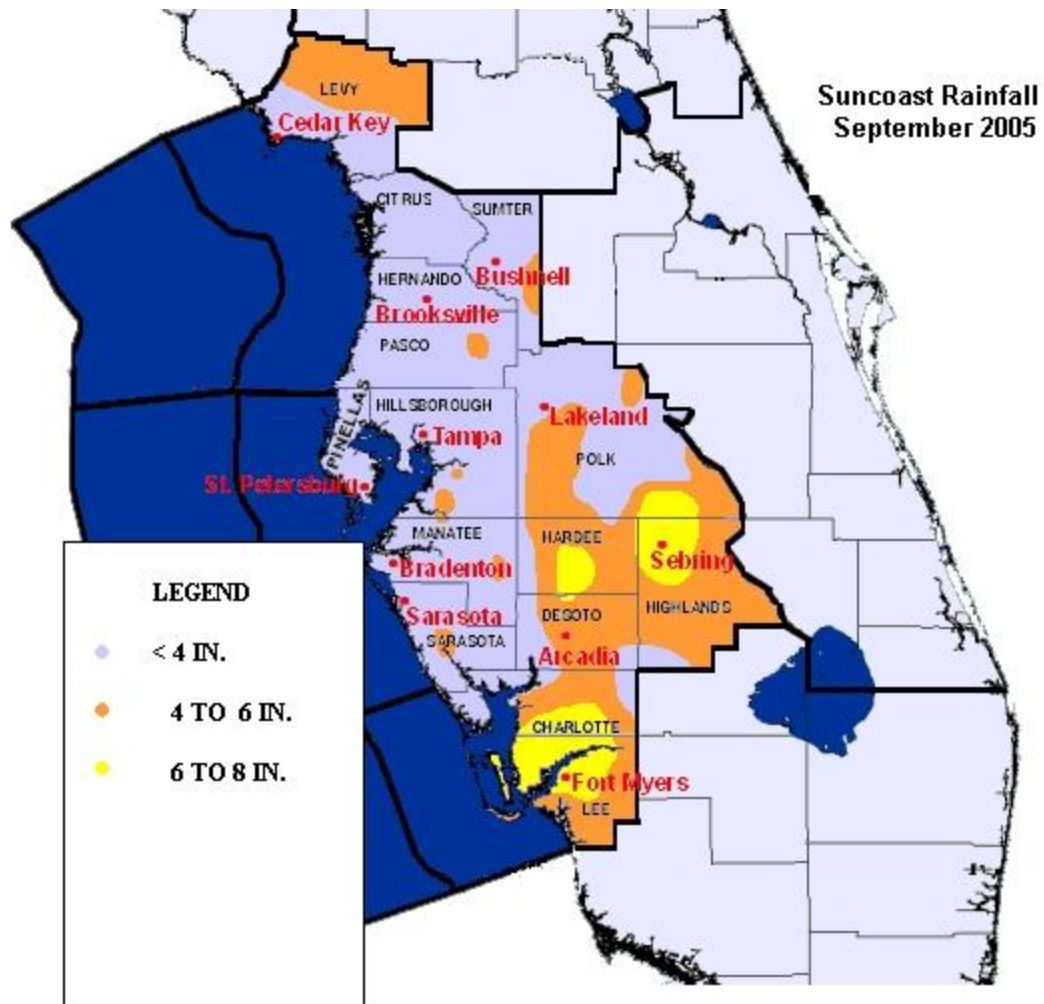 Suncoast Rainfall
September 2005
LEVY
Cedar Key
CITRUS
SUMTER
Bushnell
HERNANDO
Brooksville
PASCO
PINELLAS
HILLSBOROUGH
Lakeland
Tampa
POLK
St. Petersburg
MANATEE
HARDEE
Sebring
Bradenton
Sarasota
DESOTO
HIGHLANDS
SARASOTA
Arcadia
CHARLOTTE
Fort Myers
LEE
LEGEND
< 4 IN.
4 TO 6 IN.
6 TO 8 IN.